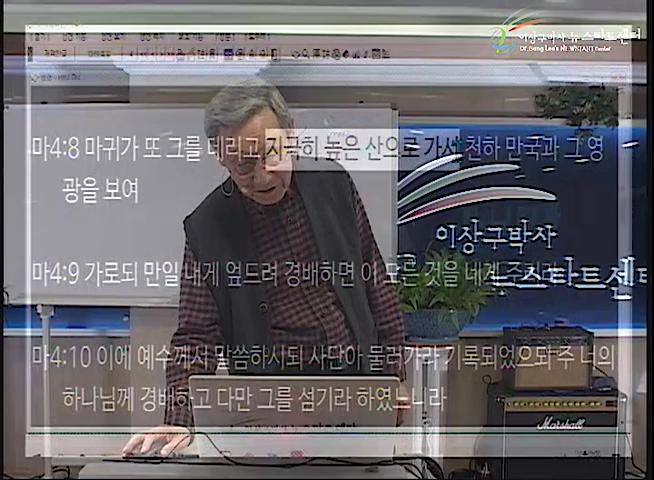 이상구박사 뉴스타트센터
마4:8 마귀가 또 그를 데리고 지극히 높은 산으로 가서 천하 만국과 그 영
광을 보여
이상구박사
뉴스타트센터
마4:9 가로되 만일 내게 엎드려 경배하면 이 모든 것을 네게 주리라
마4:10 이에 예수께서 말씀하시되 사단아 물러가라 기록되었으되 주 너의
하나님께 경배하고 다만 그를 섬기라 하였느니라
Marshall